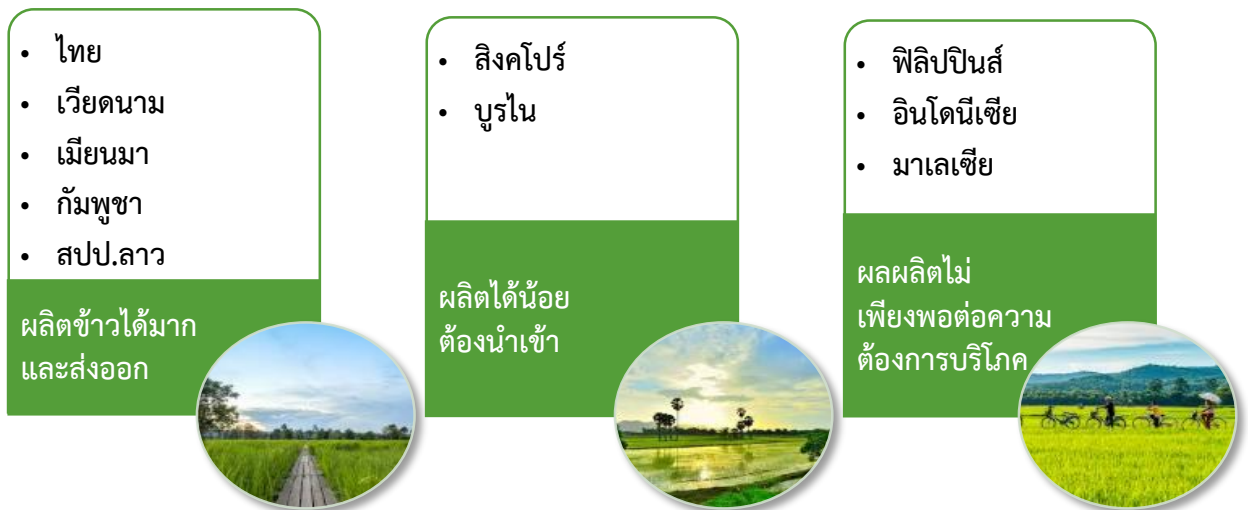 • ไทย
• เวียดนาม
• เมียนมา
• กัมพูชา
• สปป.ลาว
ผลิตข้าวได้มาก
และส่งออก
• สิงคโปร์
• บูรไน
ผลิตได้น้อย
ต้องนำเข้า
• ฟิลิปปินส์
• อินโดนีเซีย
• มาเลเซีย
ผลผลิตไม่
เพียงพอต่อความ
ต้องการบริโภค